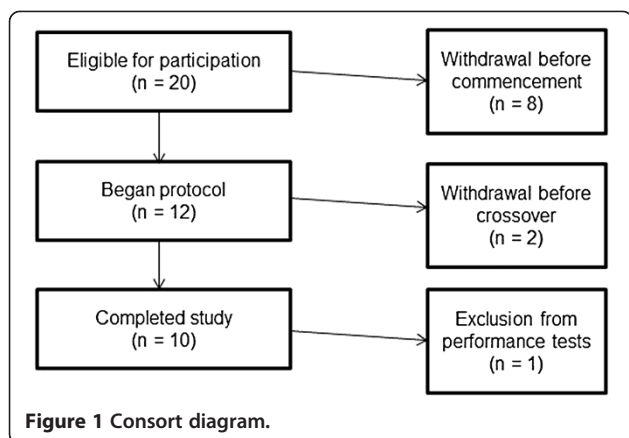 Eligible for participation
(n = 20)
Withdrawal before
commencement
(n = 8)
Began protocol
(n = 12)
Withdrawal before
crossover
(n = 2)
Completed study
(n = 10)
Exclusion from
performance tests
(n = 1)
Figure 1 Consort diagram.